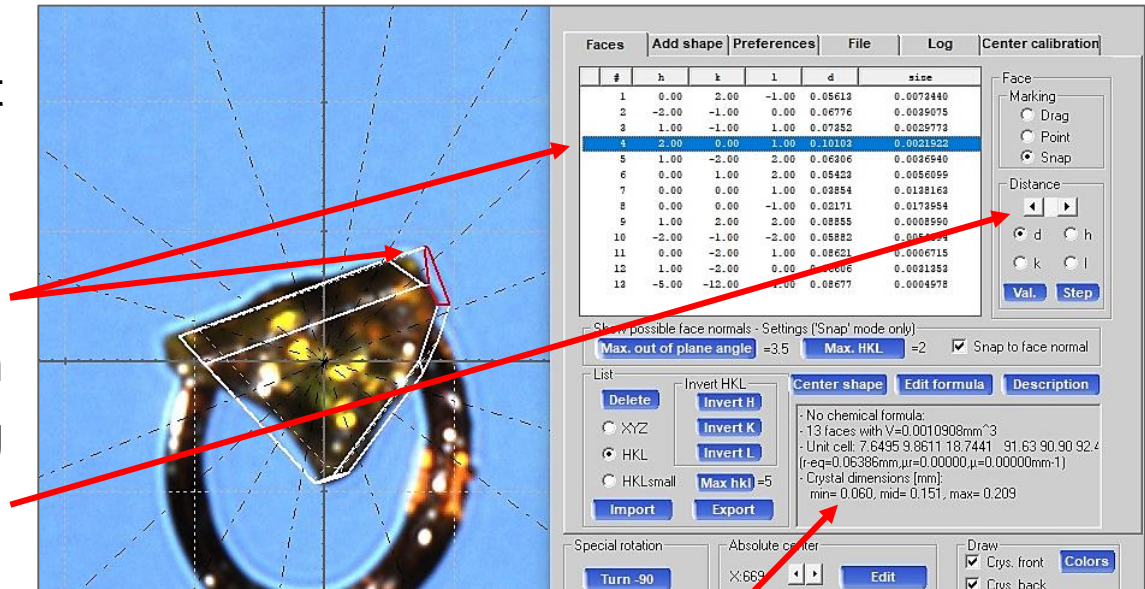 t
n
g
Faces Add shape Preferences File Log Center calibration
# h k l d size
1 0.00 2.00 -1.00 0.05613 0.0073440
2 -2.00 -1.00 0.00 0.06776 0.0039075
3 1.00 -1.00 1.00 0.07352 0.0029773
4 2.00 0.00 1.00 0.10103 0.0021922
5 1.00 -2.00 2.00 0.06306 0.0036940
6 0.00 1.00 2.00 0.05423 0.0056099
7 0.00 0.00 1.00 0.03854 0.0138163
8 0.00 0.00 -1.00 0.02171 0.0173954
9 1.00 2.00 2.00 0.08855 0.0008990
10 -2.00 -1.00 -2.00 0.05882
11 0.00 -2.00 1.00 0.08621 0.0006715
12 1.00 -2.00 0.00 0.0031353
13 -5.00 -12.00 0.08677 0.0004978
Face
Marking
Drag
Point
Snap
Distance
d h
k l
Val. Step
Show possible face normals - Settings ('Snap' mode only)
Max. out of plane angle =3.5 Max. HKL =2 Snap to face normal
List
Delete
XYZ
HKL
HKLsmall
Import Export
Invert HKL
Invert H
Invert K
Invert L
Max hkl =5
Center shape Edit formula Description
- No chemical formula:
- 13 faces with V=0.0010908mm^3
- Unit cell: 7.6495 9.8611 18.7441 91.63 90.90 92.4
(r-eq=0.06386mm,μr=0.00000,μ=0.00000mm-1)
- Crystal dimensions [mm]:
min= 0.060, mid= 0.151, max= 0.209
Special rotation
Turn -90
Absolute center
X:669 Edit
Draw
Crys. front Colors
Crys. back